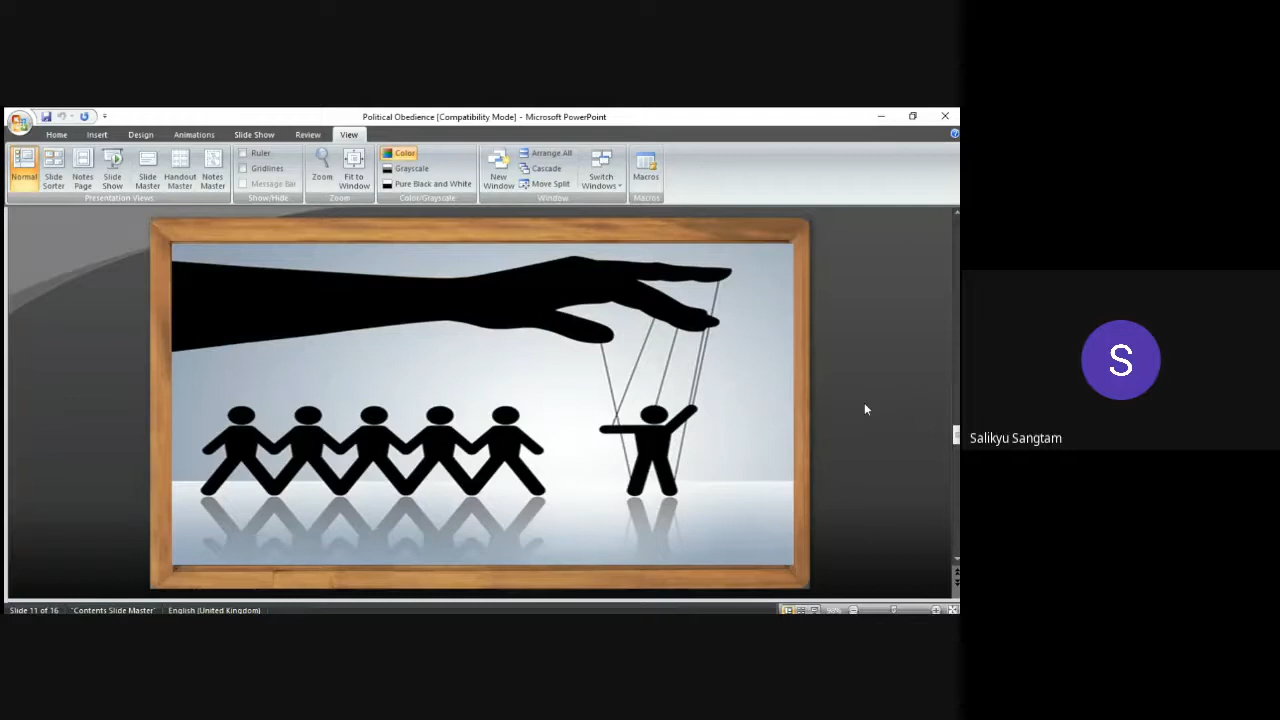 Political Obedience [Compatibility Mode] - Microsoft PowerPoint
Home Insert Design Animations Slide Show Review View
Normal Slide Sorter Notes Page Slide Show Slide Master Handout Master Notes Master
Presentation Views
Ruler
Gridlines
Message Bar
Show/Hide
Zoom Fit to Window
Zoom
Color
Grayscale
Pure Black and White
Color/Grayscale
New Window
Arrange All
Cascade
Move Split
Switch Windows
Window
Macros
Macros
S
Salikyu Sangtam
Slide 11 of 16 "Contents Slide Master" English (United Kingdom)